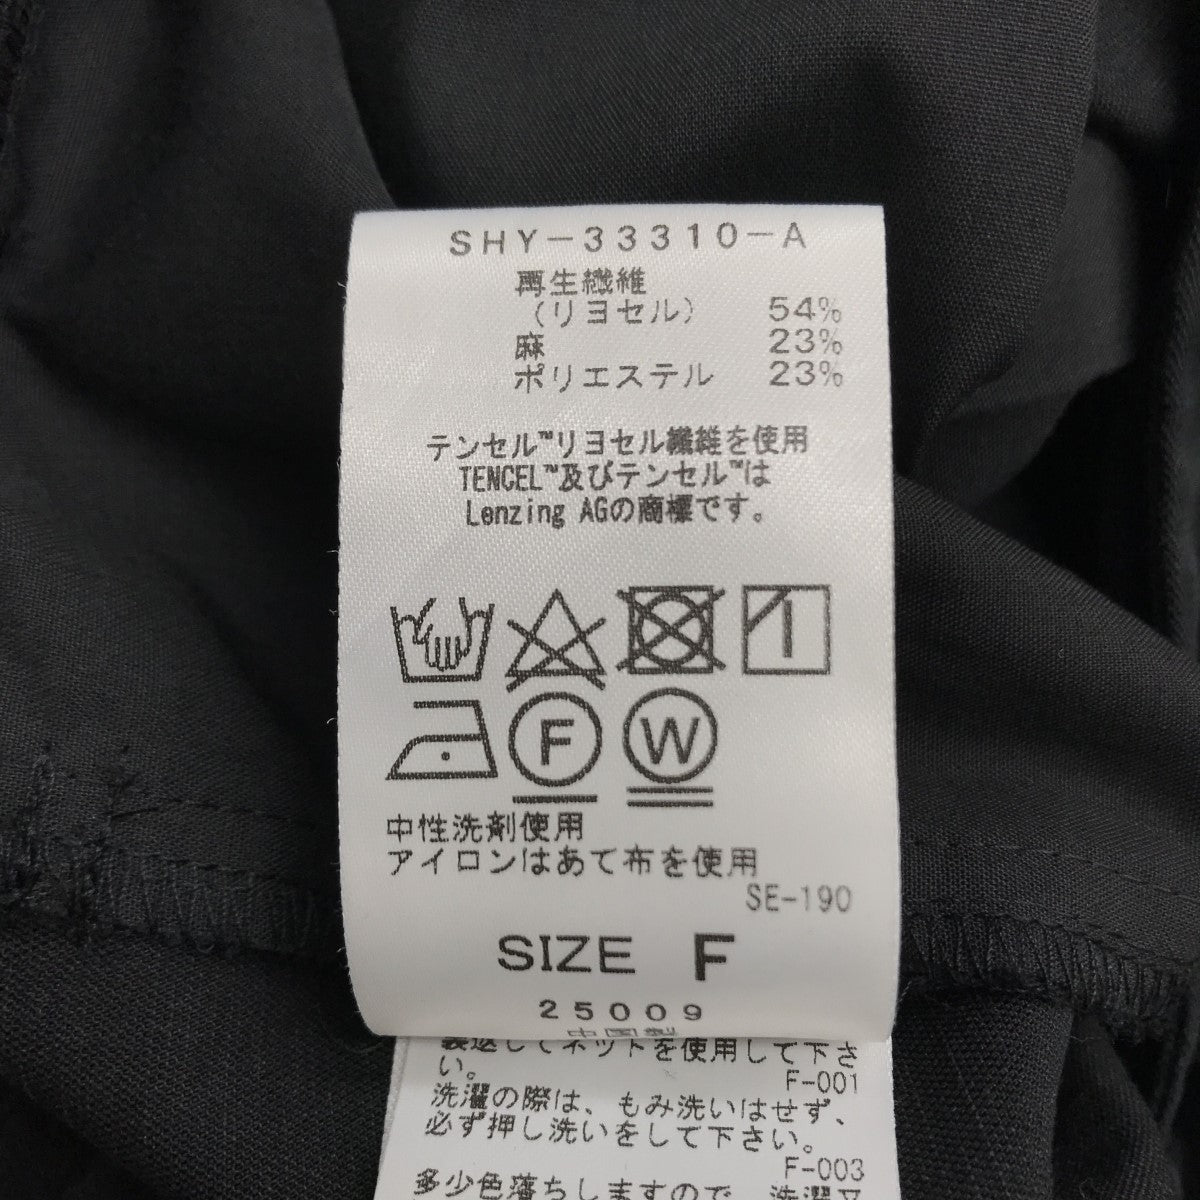 SHY-33310-A
再生繊維
(リヨセル) 54%
麻 23%
ポリエステル 23%
テンセル™リヨセル繊維を使用
TENCEL™及びテンセル™は
Lenzing AGの商標です。
F
W
中性洗剤使用
アイロンはあて布を使用
SE-190
SIZE F
25009
中国製
裏返してネットを使用して下さ
い。
F-001
洗濯の際は、もみ洗いはせず、
必ず押し洗いをして下さい。
F-003
多少色落ちしますので、洗濯又